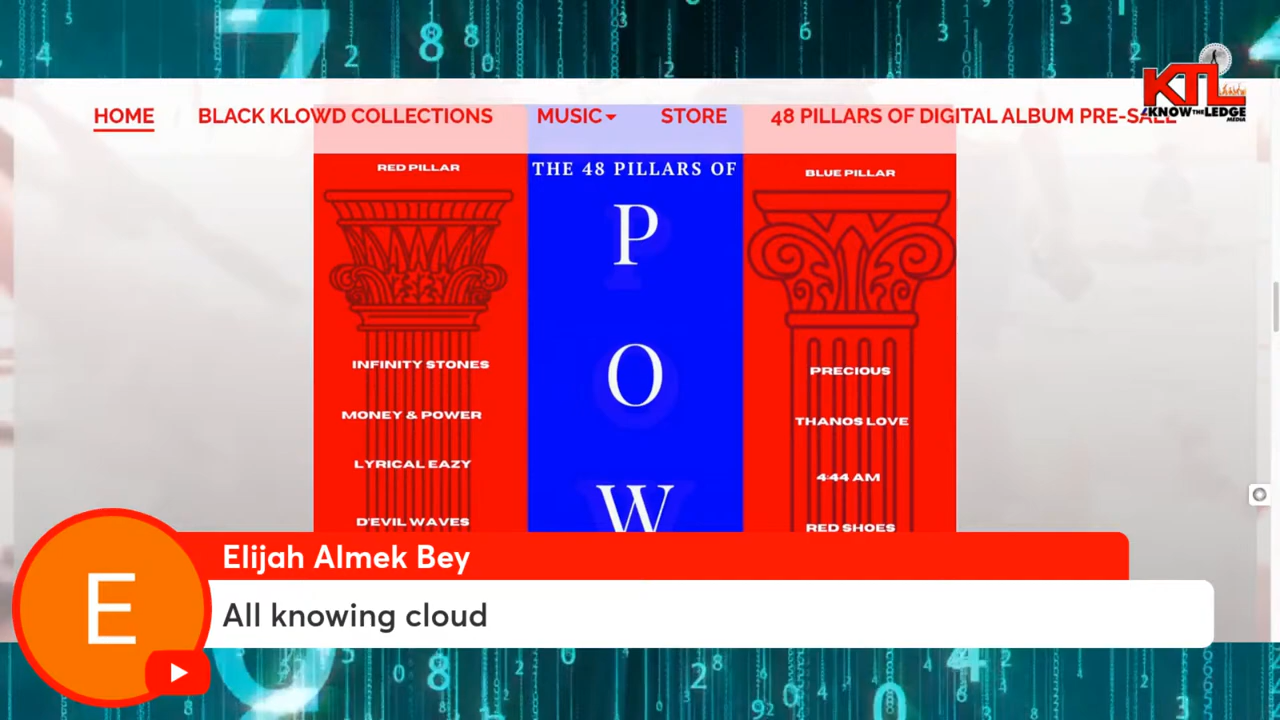 KTL
KNOW THE LEDGE
MEDIA
HOME BLACK KLOWD COLLECTIONS MUSIC STORE 48 PILLARS OF DIGITAL ALBUM PRE-SALE
RED PILLAR
INFINITY STONES
MONEY & POWER
LYRICAL EAZY
D'EVIL WAVES
THE 48 PILLARS OF
P
O
W
BLUE PILLAR
PRECIOUS
THANOS LOVE
4:44 AM
RED SHOES
E
Elijah Almek Bey
All knowing cloud